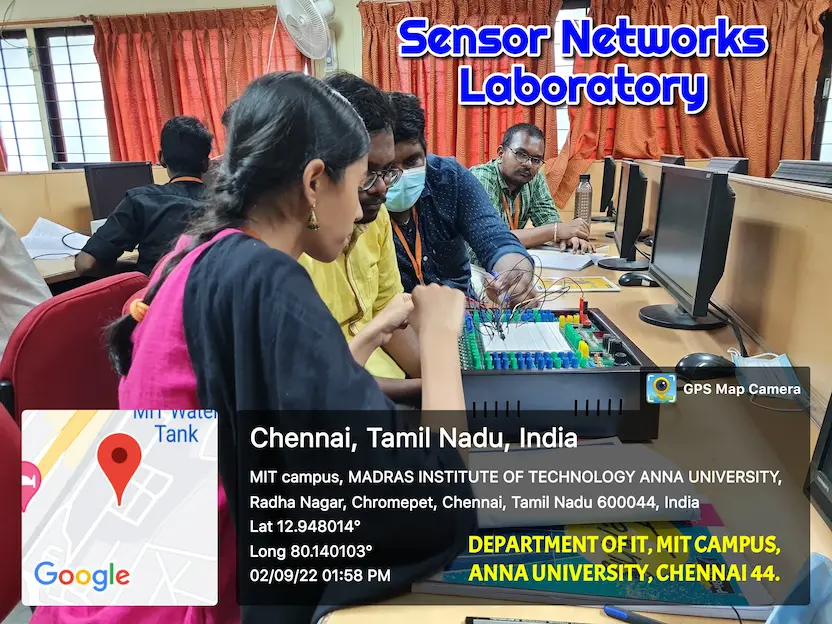 Sensor Networks
Laboratory
GPS Map Camera
MIT Water
Tank
Google
Chennai, Tamil Nadu, India
MIT campus, MADRAS INSTITUTE OF TECHNOLOGY ANNA UNIVERSITY,
Radha Nagar, Chromepet, Chennai, Tamil Nadu 600044, India
Lat 12.948014°
Long 80.140103°
02/09/22 01:58 PM
DEPARTMENT OF IT, MIT CAMPUS,
ANNA UNIVERSITY, CHENNAI 44.